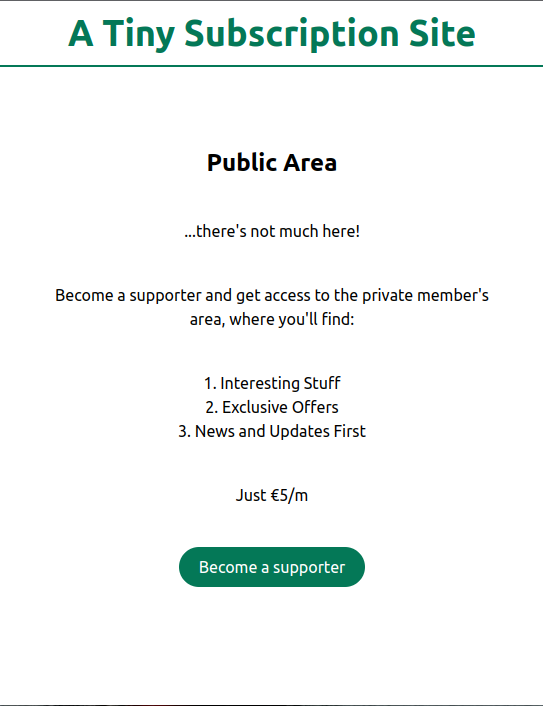 A Tiny Subscription Site
Public Area
...there's not much here!
Become a supporter and get access to the private member's
area, where you'll find:
1. Interesting Stuff
2. Exclusive Offers
3. News and Updates First
Just €5/m
Become a supporter